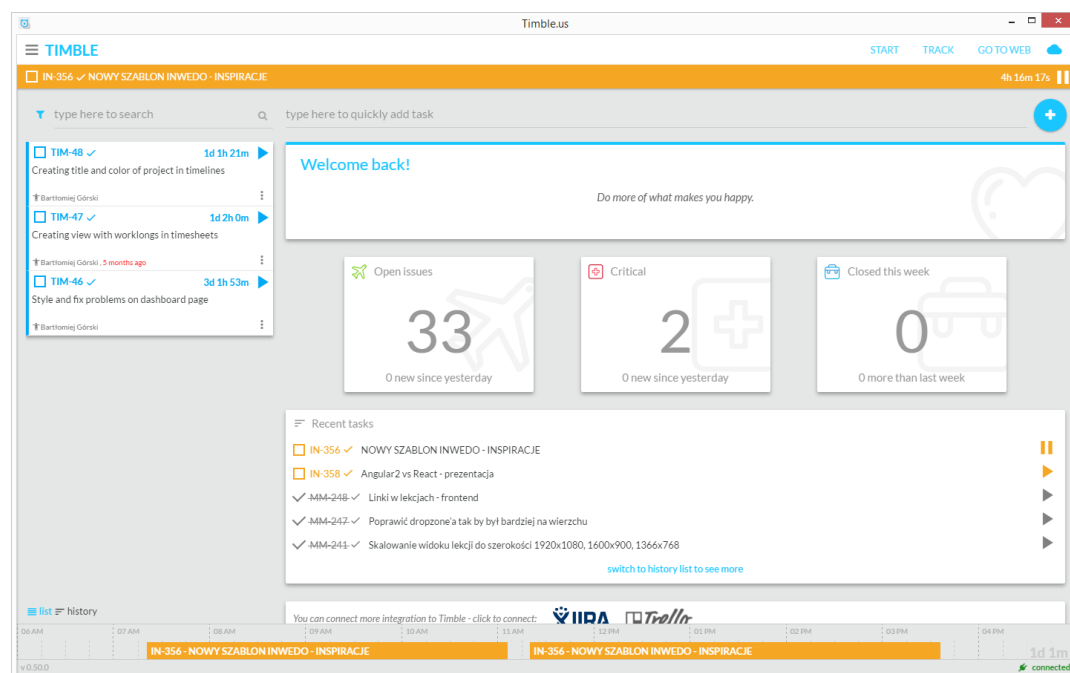 Timble.us
TIMBLE
START TRACK GO TO WEB
IN-356 NOWY SZABLON INWEDO - INSPIRACJE 4h 16m 17s
type here to search
type here to quickly add task
TIM-48 1d 1h 21m
Creating title and color of project in timelines
Bartłomiej Górski
TIM-47 1d 2h 0m
Creating view with worklongs in timesheets
Bartłomiej Górski , 5 months ago
TIM-46 3d 1h 53m
Style and fix problems on dashboard page
Bartłomiej Górski
Welcome back!
Do more of what makes you happy.
Open issues
33
0 new since yesterday
Critical
2
0 new since yesterday
Closed this week
0
0 more than last week
Recent tasks
IN-356 NOWY SZABLON INWEDO - INSPIRACJE
IN-358 Angular2 vs React - prezentacja
MM-248 Linki w lekcjach - frontend
MM-247 Poprawić dropzone'a tak by był bardziej na wierzchu
MM-241 Skalowanie widoku lekcji do szerokości 1920x1080, 1600x900, 1366x768
switch to history list to see more
You can connect more integration to Timble - click to connect: JIRA Trello
list history
06 AM 07 AM 08 AM 09 AM 10 AM 11 AM 12 PM 01 PM 02 PM 03 PM 04 PM
IN-356 - NOWY SZABLON INWEDO - INSPIRACJE IN-356 - NOWY SZABLON INWEDO - INSPIRACJE
1d 1m
v 0.50.0 connected